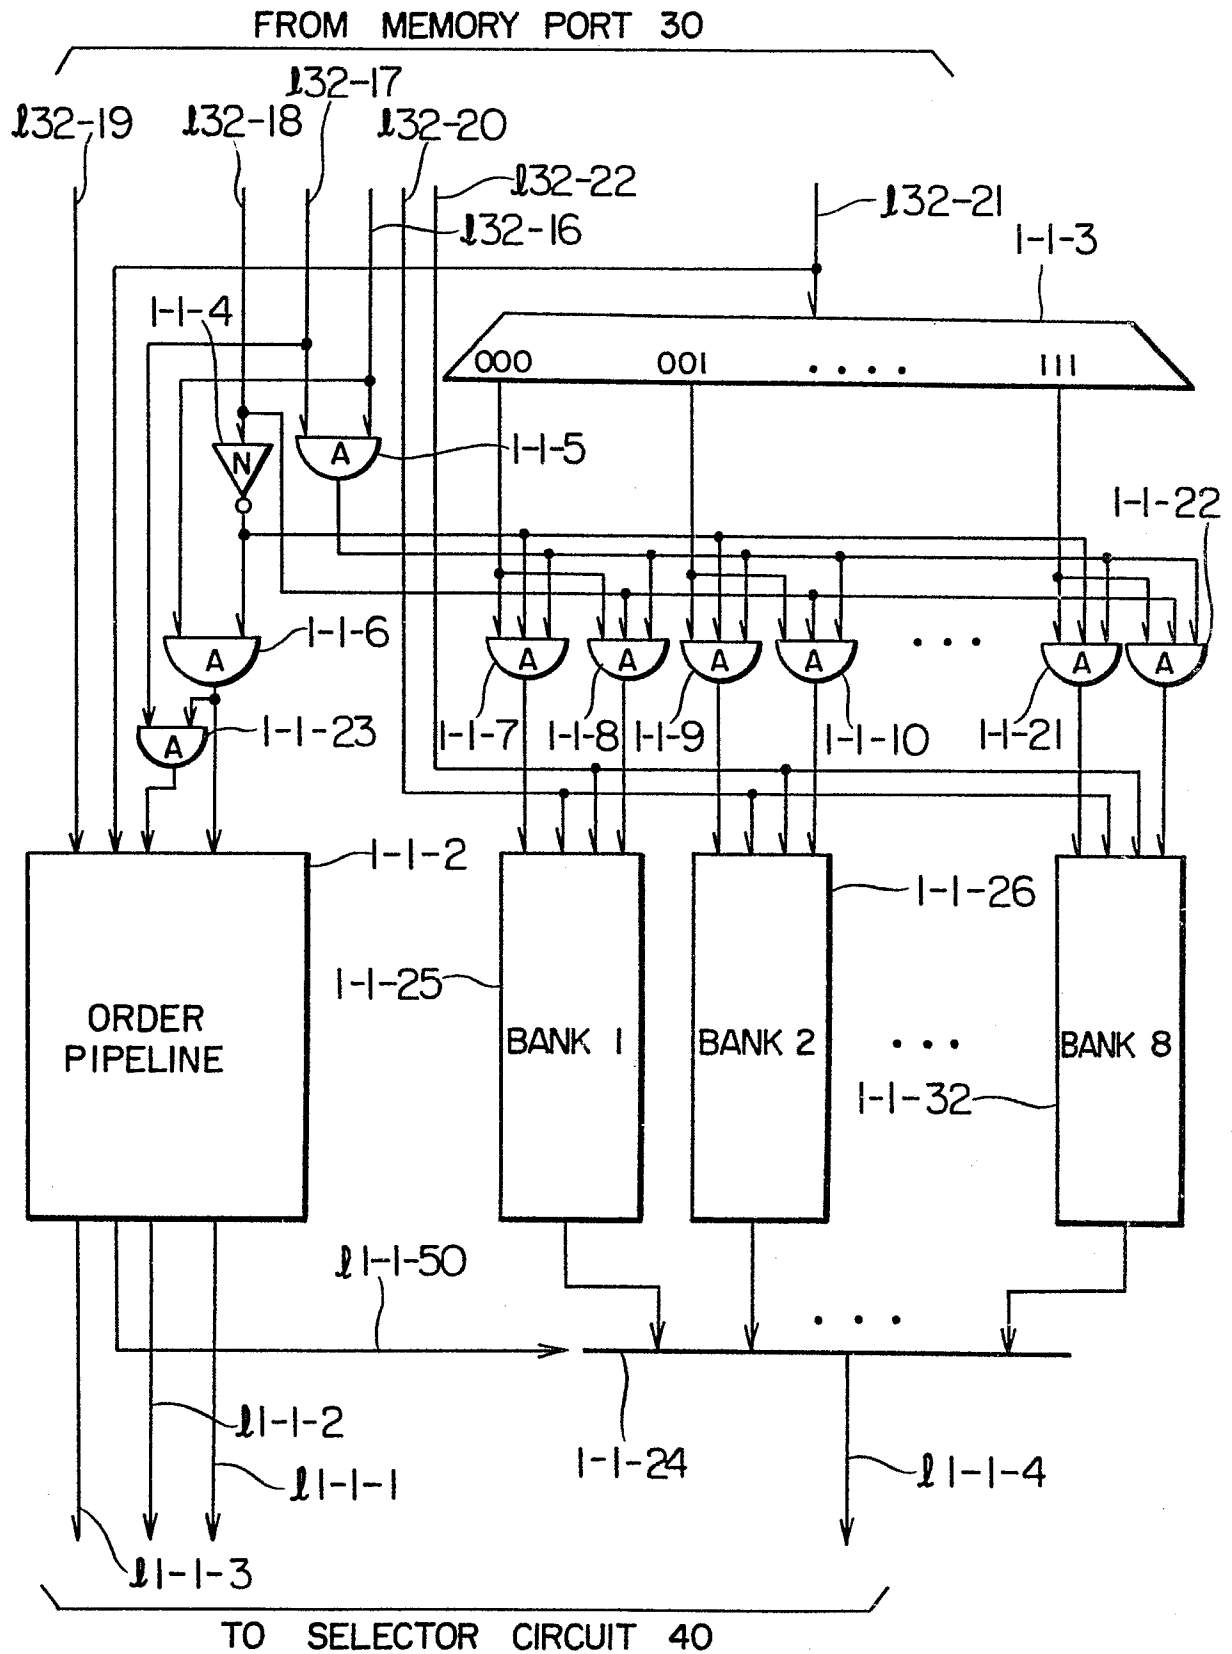 FROM MEMORY PORT 30
l32-17
l32-19
l32-18
l32-20
l32-22
l32-21
l32-16
1-1-3
1-1-4
000
001
• • • •
111
N
A
1-1-5
1-1-22
1-1-6
A
A
A
A
A
• • •
A
A
1-1-23
A
1-1-7
1-1-8
1-1-9
1-1-10
1-1-21
1-1-2
1-1-26
1-1-25
ORDER
PIPELINE
BANK 1
BANK 2
• • •
BANK 8
1-1-32
l1-1-50
• • •
l1-1-2
1-1-24
l1-1-4
l1-1-1
l1-1-3
TO SELECTOR CIRCUIT 40